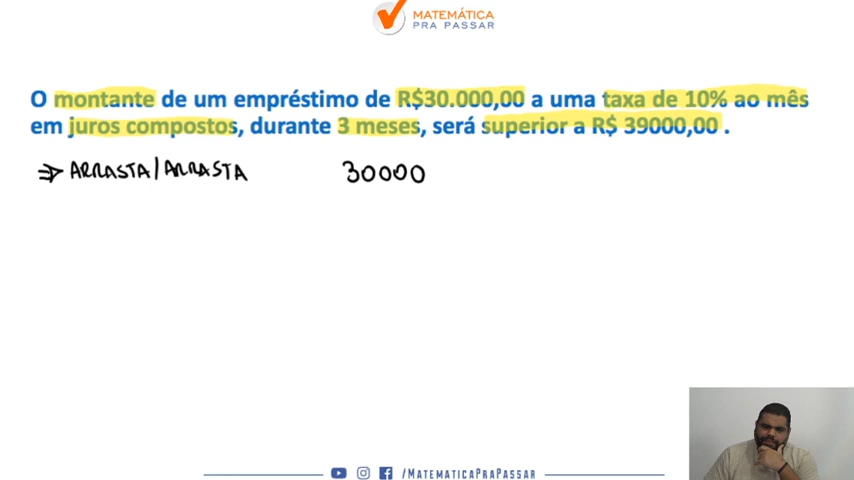 MATEMÁTICA
PRA PASSAR
O montante de um empréstimo de R$30.000,00 a uma taxa de 10% ao mês
em juros compostos, durante 3 meses, será superior a R$ 39000,00 .
⇒ ARRASTA/ARRASTA 30000
/MATEMATICAPRAPASSAR